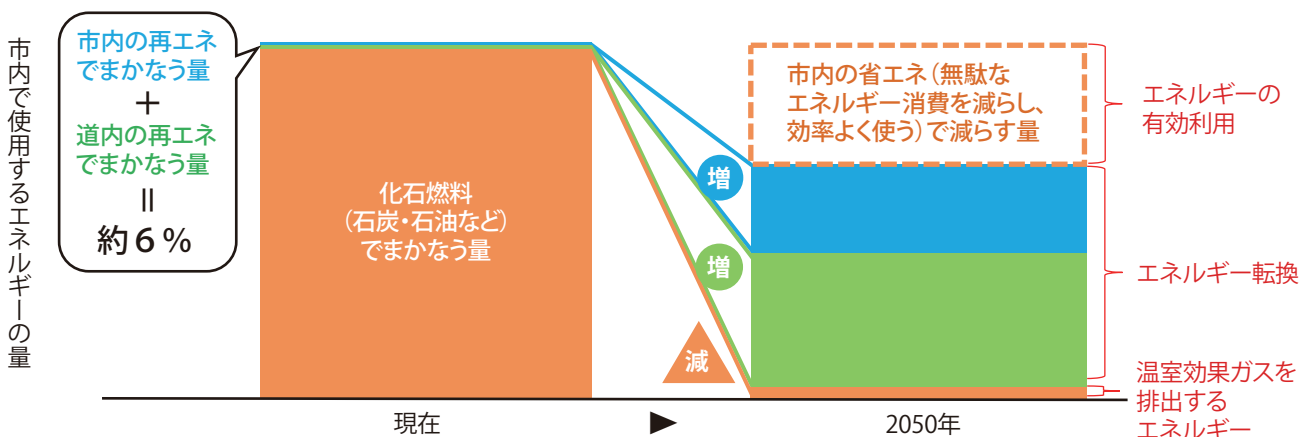 市内で使用するエネルギーの量
市内の再エネ
でまかなう量
＋
道内の再エネ
でまかなう量
＝
約6％
化石燃料
（石炭・石油など）
でまかなう量
増
増
減
市内の省エネ（無駄な
エネルギー消費を減らし、
効率よく使う）で減らす量
エネルギーの
有効利用
エネルギー転換
温室効果ガスを
排出する
エネルギー
現在
▶
2050年